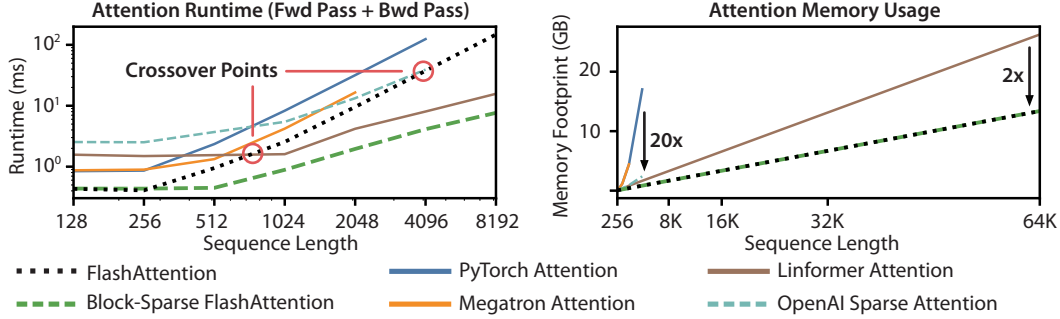 Attention Runtime (Fwd Pass + Bwd Pass)
Runtime (ms)
10²
10¹
10⁰
Crossover Points
128 256 512 1024 2048 4096 8192
Sequence Length
Attention Memory Usage
Memory Footprint (GB)
20
10
20x
2x
256 8K 16K 32K 64K
Sequence Length
FlashAttention
PyTorch Attention
Linformer Attention
Block-Sparse FlashAttention
Megatron Attention
OpenAI Sparse Attention